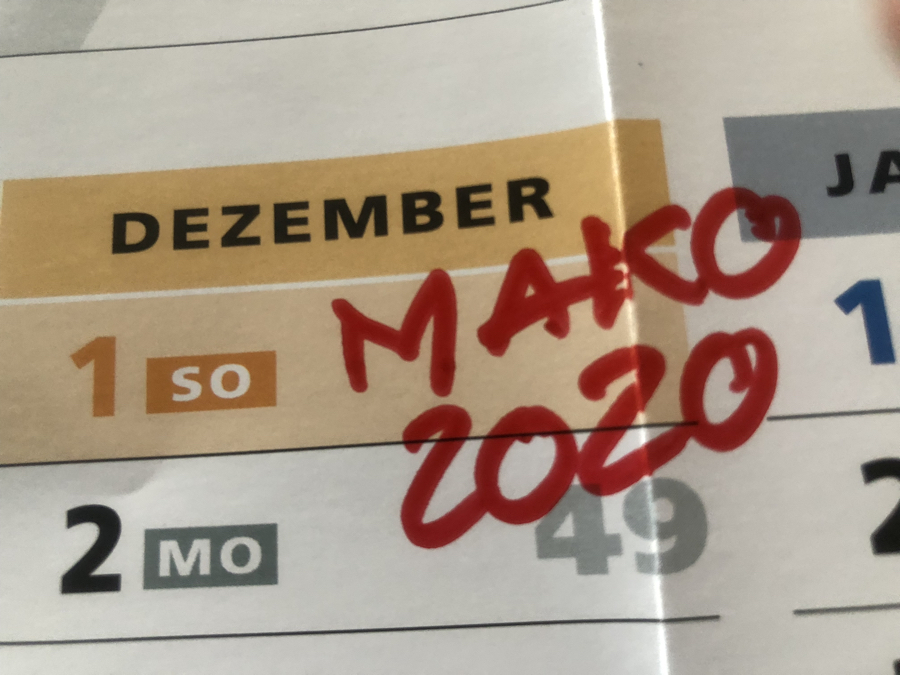 DEZEMBER
JA
1 SO
MAKO
2020
1
2 MO
49
2